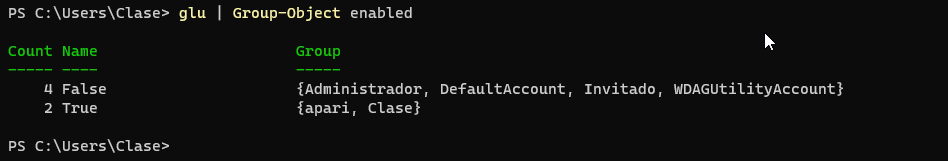 PS C:\Users\Clase> glu | Group-Object enabled
Count Name Group
----- ---- -----
4 False {Administrador, DefaultAccount, Invitado, WDAGUtilityAccount}
2 True {apari, Clase}
PS C:\Users\Clase>